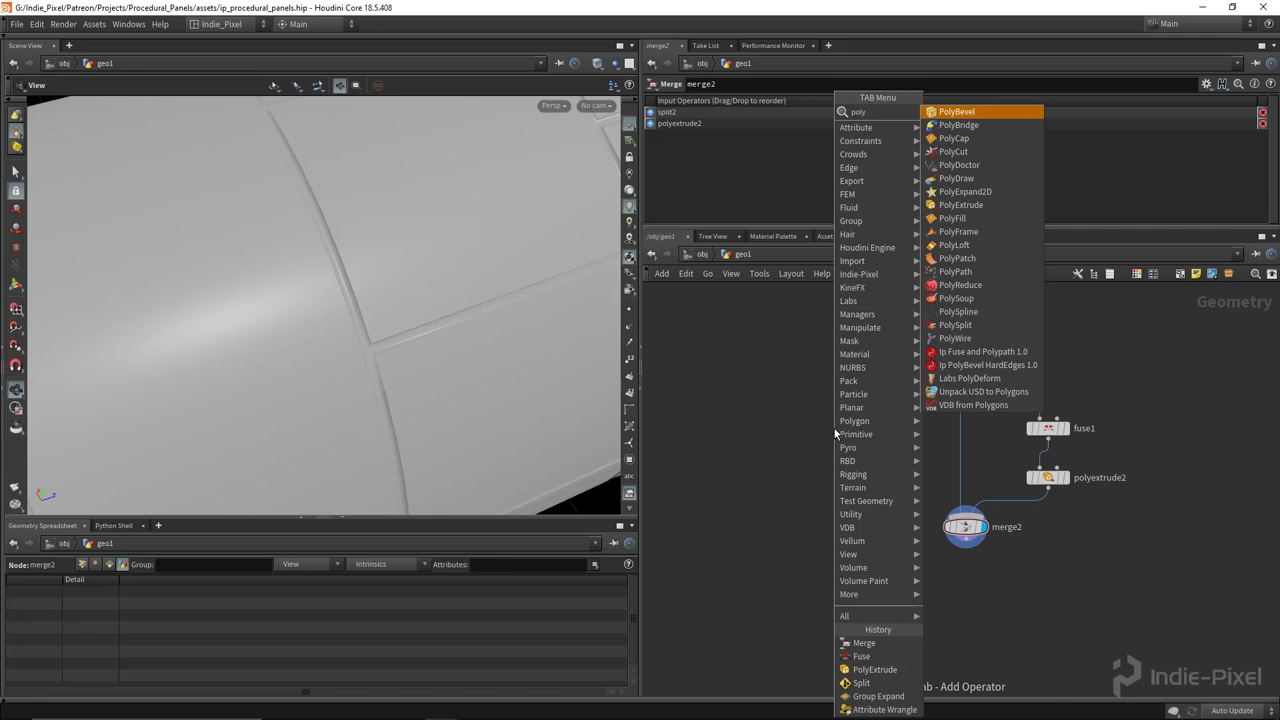 G:/Indie_Pixel/Patreon/Projects/Procedural_Panels/assets/ip_procedural_panels.hip - Houdini Core 18.5.408
File Edit Render Assets Windows Help Indie_Pixel Main Main
Scene View
obj geo1
View
Persp No cam
12
abc
Geometry Spreadsheet Python Shell
obj geo1
Node: merge2 Group: View Intrinsics Attributes:
Detail
merge2 Take List Performance Monitor
obj geo1
Merge merge2
Input Operators (Drag/Drop to reorder)
split2
polyextrude2
/obj/geo1 Tree View Material Palette Asset
obj geo1
Add Edit Go View Tools Layout Help
Geometry
TAB Menu
poly
Attribute
Constraints
Crowds
Edge
Export
FEM
Fluid
Group
Hair
Houdini Engine
Import
Indie-Pixel
KineFX
Labs
Managers
Manipulate
Mask
Material
NURBS
Pack
Particle
Planar
Polygon
Primitive
Pyro
RBD
Rigging
Terrain
Test Geometry
Utility
VDB
Vellum
View
Volume
Volume Paint
More
All
History
Merge
Fuse
PolyExtrude
Split
Group Expand
Attribute Wrangle
PolyBevel
PolyBridge
PolyCap
PolyCut
PolyDoctor
PolyDraw
PolyExpand2D
PolyExtrude
PolyFill
PolyFrame
PolyLoft
PolyPatch
PolyPath
PolyReduce
PolySoup
PolySpline
PolySplit
PolyWire
Ip Fuse and Polypath 1.0
Ip PolyBevel HardEdges 1.0
Labs PolyDeform
Unpack USD to Polygons
VDB from Polygons
fuse1
polyextrude2
merge2
Indie-Pixel
b - Add Operator
Auto Update